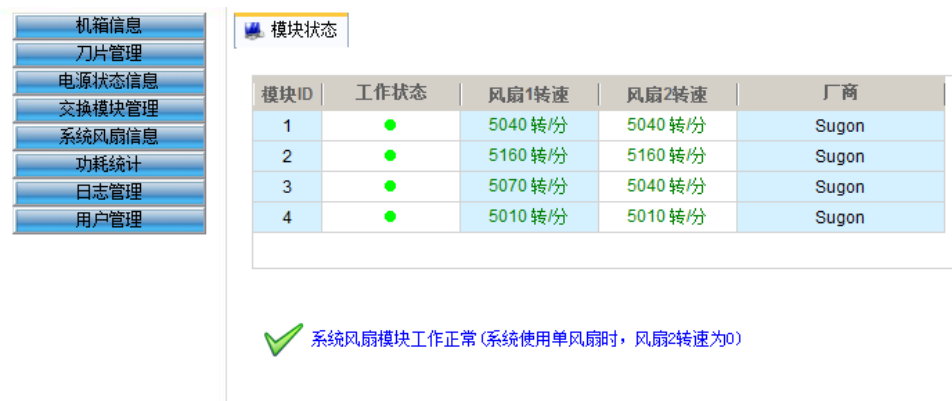 机箱信息
刀片管理
电源状态信息
交换模块管理
系统风扇信息
功耗统计
日志管理
用户管理
模块状态
模块ID 工作状态 风扇1转速 风扇2转速 厂商
1 5040 转/分 5040 转/分 Sugon
2 5160 转/分 5160 转/分 Sugon
3 5070 转/分 5040 转/分 Sugon
4 5010 转/分 5010 转/分 Sugon
系统风扇模块工作正常(系统使用单风扇时，风扇2转速为0)